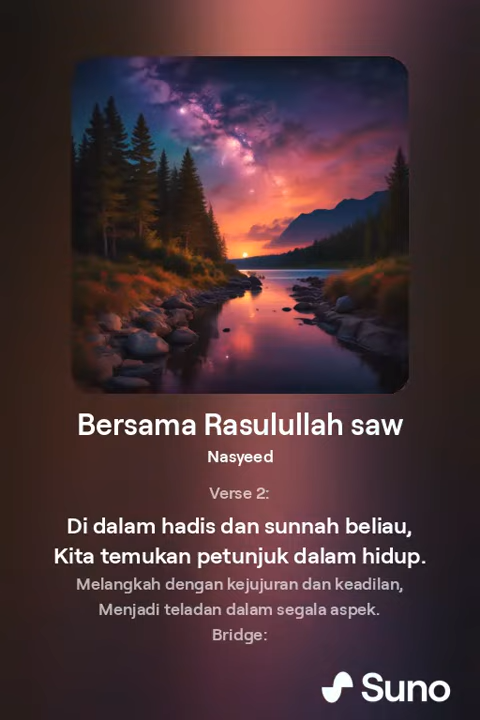 Bersama Rasulullah saw
Nasyeed
Verse 2:
Di dalam hadis dan sunnah beliau,
Kita temukan petunjuk dalam hidup.
Melangkah dengan kejujuran dan keadilan,
Menjadi teladan dalam segala aspek.
Bridge:
Suno